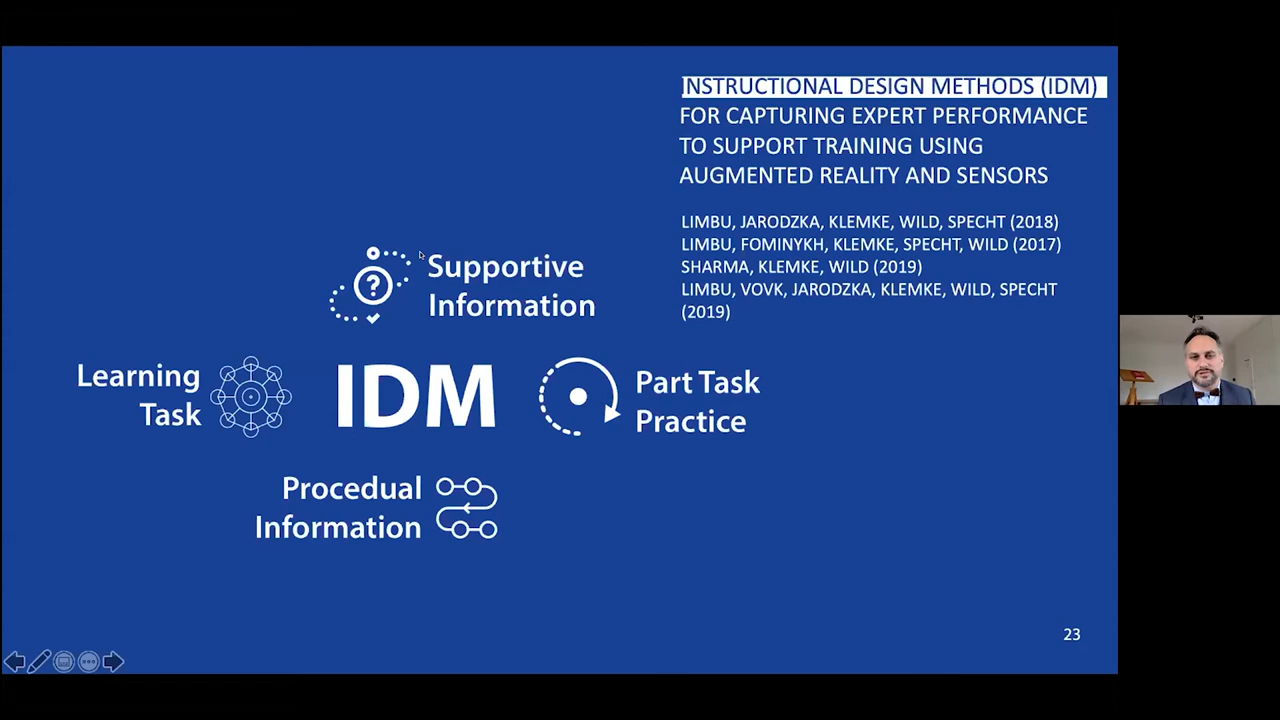 INSTRUCTIONAL DESIGN METHODS (IDM)
FOR CAPTURING EXPERT PERFORMANCE
TO SUPPORT TRAINING USING
AUGMENTED REALITY AND SENSORS
LIMBU, JARODZKA, KLEMKE, WILD, SPECHT (2018)
LIMBU, FOMINYKH, KLEMKE, SPECHT, WILD (2017)
SHARMA, KLEMKE, WILD (2019)
LIMBU, VOVK, JARODZKA, KLEMKE, WILD, SPECHT
(2019)
?
Supportive
Information
Learning
Task
IDM
Part Task
Practice
Procedual
Information
23